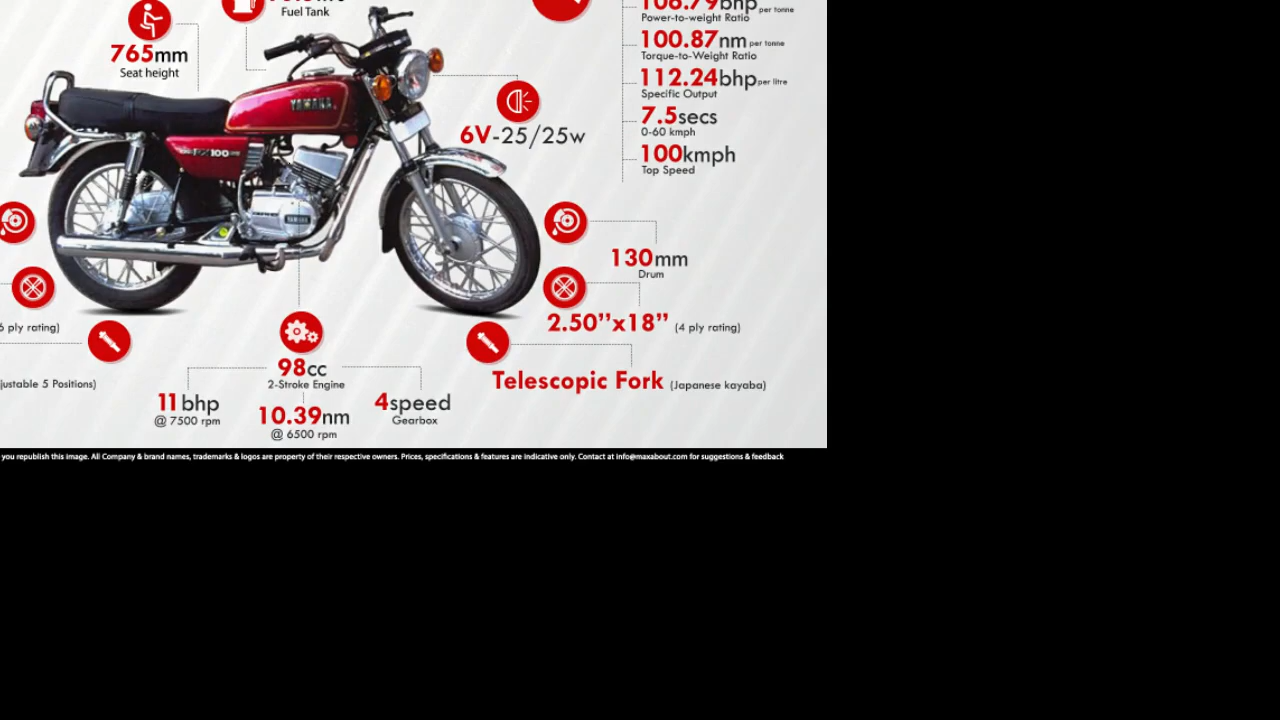 Fuel Tank
765mm
Seat height
Power-to-weight Ratio
per tonne
100.87nm per tonne
Torque-to-Weight Ratio
112.24bhp per litre
Specific Output
7.5secs
0-60 kmph
100kmph
Top Speed
YAMAHA
6V-25/25w
RX100
YAMAHA
130mm
Drum
2.50”x18” (4 ply rating)
6 ply rating)
98cc
2-Stroke Engine
Telescopic Fork (Japanese kayaba)
justable 5 Positions)
11bhp
@ 7500 rpm
10.39nm
@ 6500 rpm
4speed
Gearbox
you republish this image. All Company & brand names, trademarks & logos are property of their respective owners. Prices, specifications & features are indicative only. Contact at info@maxabout.com for suggestions & feedback